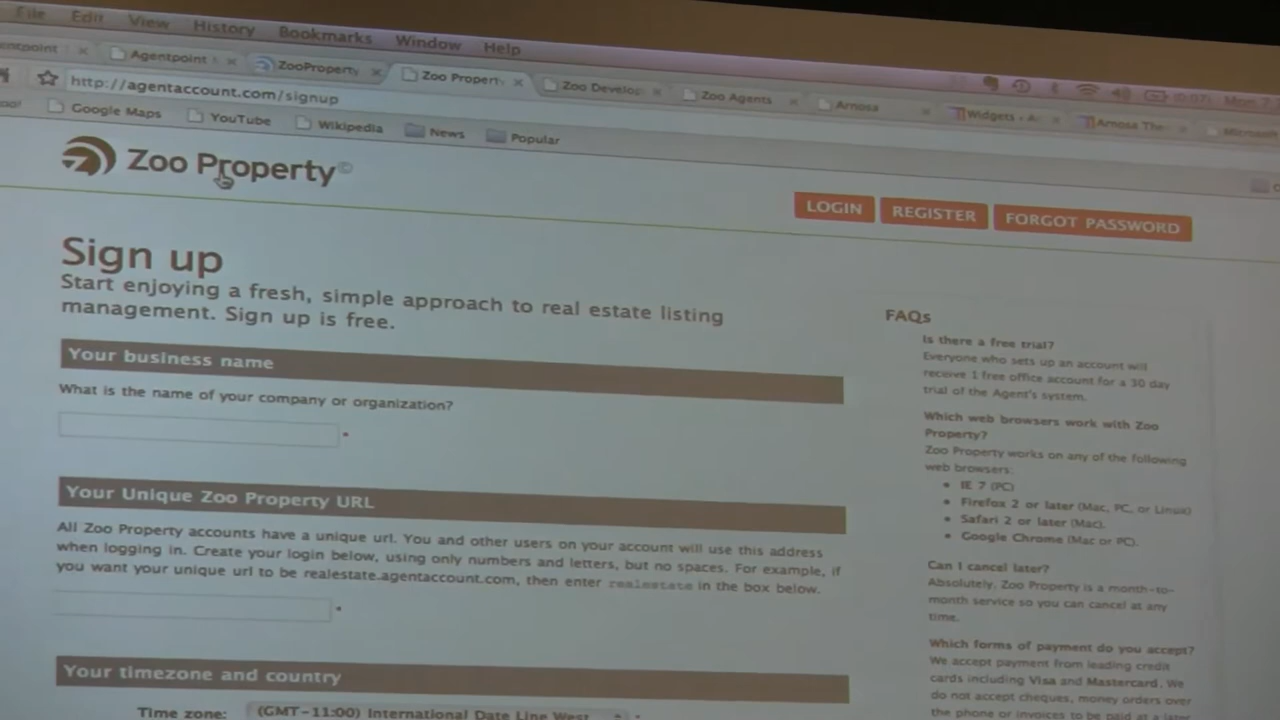 File Edit View History Bookmarks Window Help
Agentpoint ZooProperty Zoo Property Zoo Develop Zoo Agents Arnosa Widgets - A Arnosa The Microsoft
http://agentaccount.com/signup
Google Maps YouTube Wikipedia News Popular
Zoo Property©
LOGIN REGISTER FORGOT PASSWORD
Sign up
Start enjoying a fresh, simple approach to real estate listing
management. Sign up is free.
Your business name
What is the name of your company or organization?
*
Your Unique Zoo Property URL
All Zoo Property accounts have a unique url. You and other users on your account will use this address
when logging in. Create your login below, using only numbers and letters, but no spaces. For example, if
you want your unique url to be realestate.agentaccount.com, then enter realestate in the box below.
*
Your timezone and country
Time zone: (GMT-11:00) International Date Line West
FAQs
Is there a free trial?
Everyone who sets up an account will
receive 1 free office account for a 30 day
trial of the Agent's system.
Which web browsers work with Zoo
Property?
Zoo Property works on any of the following
web browsers:
• IE 7 (PC)
• Firefox 2 or later (Mac, PC, or Linux)
• Safari 2 or later (Mac).
• Google Chrome (Mac or PC).
Can I cancel later?
Absolutely. Zoo Property is a month-to-
month service so you can cancel at any
time.
Which forms of payment do you accept?
We accept payment from leading credit
cards including Visa and Mastercard. We
do not accept cheques, money orders over
the phone or invoices to be paid at a later